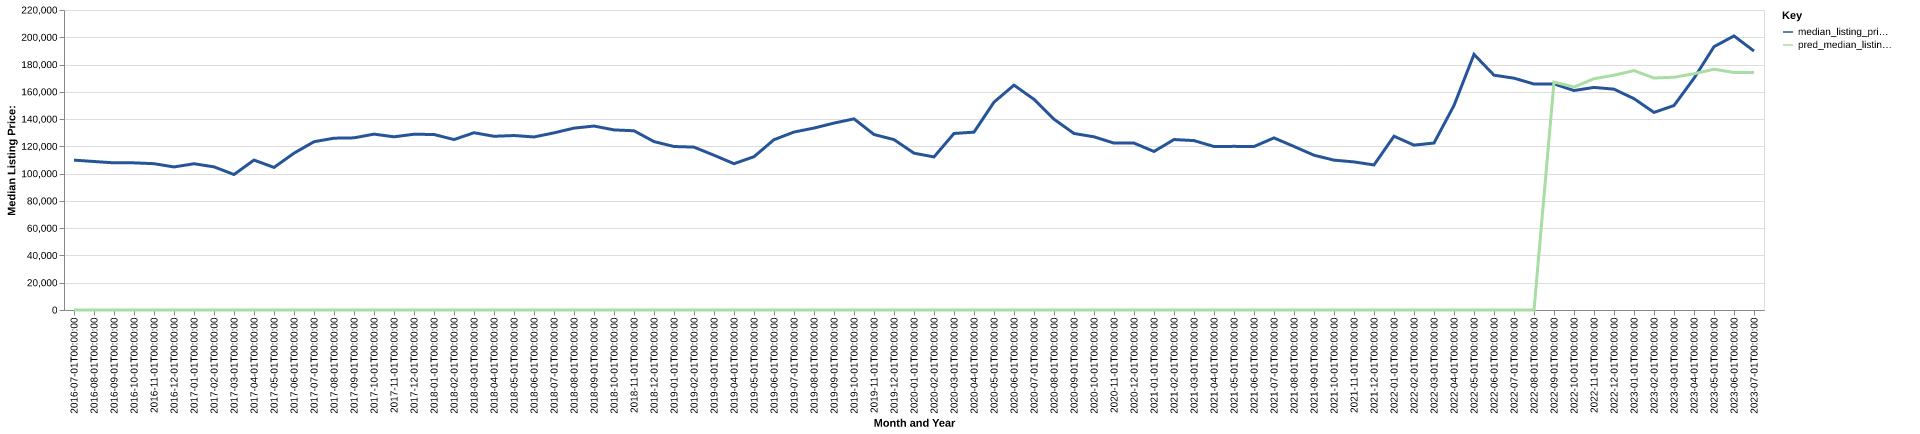 220,000
200,000
180,000
160,000
140,000
120,000
100,000
80,000
60,000
40,000
20,000
0
Median Listing Price:
2016-07-01T00:00:00
2016-08-01T00:00:00
2016-09-01T00:00:00
2016-10-01T00:00:00
2016-11-01T00:00:00
2016-12-01T00:00:00
2017-01-01T00:00:00
2017-02-01T00:00:00
2017-03-01T00:00:00
2017-04-01T00:00:00
2017-05-01T00:00:00
2017-06-01T00:00:00
2017-07-01T00:00:00
2017-08-01T00:00:00
2017-09-01T00:00:00
2017-10-01T00:00:00
2017-11-01T00:00:00
2017-12-01T00:00:00
2018-01-01T00:00:00
2018-02-01T00:00:00
2018-03-01T00:00:00
2018-04-01T00:00:00
2018-05-01T00:00:00
2018-06-01T00:00:00
2018-07-01T00:00:00
2018-08-01T00:00:00
2018-09-01T00:00:00
2018-10-01T00:00:00
2018-11-01T00:00:00
2018-12-01T00:00:00
2019-01-01T00:00:00
2019-02-01T00:00:00
2019-03-01T00:00:00
2019-04-01T00:00:00
2019-05-01T00:00:00
2019-06-01T00:00:00
2019-07-01T00:00:00
2019-08-01T00:00:00
2019-09-01T00:00:00
2019-10-01T00:00:00
2019-11-01T00:00:00
2019-12-01T00:00:00
2020-01-01T00:00:00
2020-02-01T00:00:00
2020-03-01T00:00:00
2020-04-01T00:00:00
2020-05-01T00:00:00
2020-06-01T00:00:00
2020-07-01T00:00:00
2020-08-01T00:00:00
2020-09-01T00:00:00
2020-10-01T00:00:00
2020-11-01T00:00:00
2020-12-01T00:00:00
2021-01-01T00:00:00
2021-02-01T00:00:00
2021-03-01T00:00:00
2021-04-01T00:00:00
2021-05-01T00:00:00
2021-06-01T00:00:00
2021-07-01T00:00:00
2021-08-01T00:00:00
2021-09-01T00:00:00
2021-10-01T00:00:00
2021-11-01T00:00:00
2021-12-01T00:00:00
2022-01-01T00:00:00
2022-02-01T00:00:00
2022-03-01T00:00:00
2022-04-01T00:00:00
2022-05-01T00:00:00
2022-06-01T00:00:00
2022-07-01T00:00:00
2022-08-01T00:00:00
2022-09-01T00:00:00
2022-10-01T00:00:00
2022-11-01T00:00:00
2022-12-01T00:00:00
2023-01-01T00:00:00
2023-02-01T00:00:00
2023-03-01T00:00:00
2023-04-01T00:00:00
2023-05-01T00:00:00
2023-06-01T00:00:00
2023-07-01T00:00:00
Month and Year
Key
median_listing_pri…
pred_median_listin…